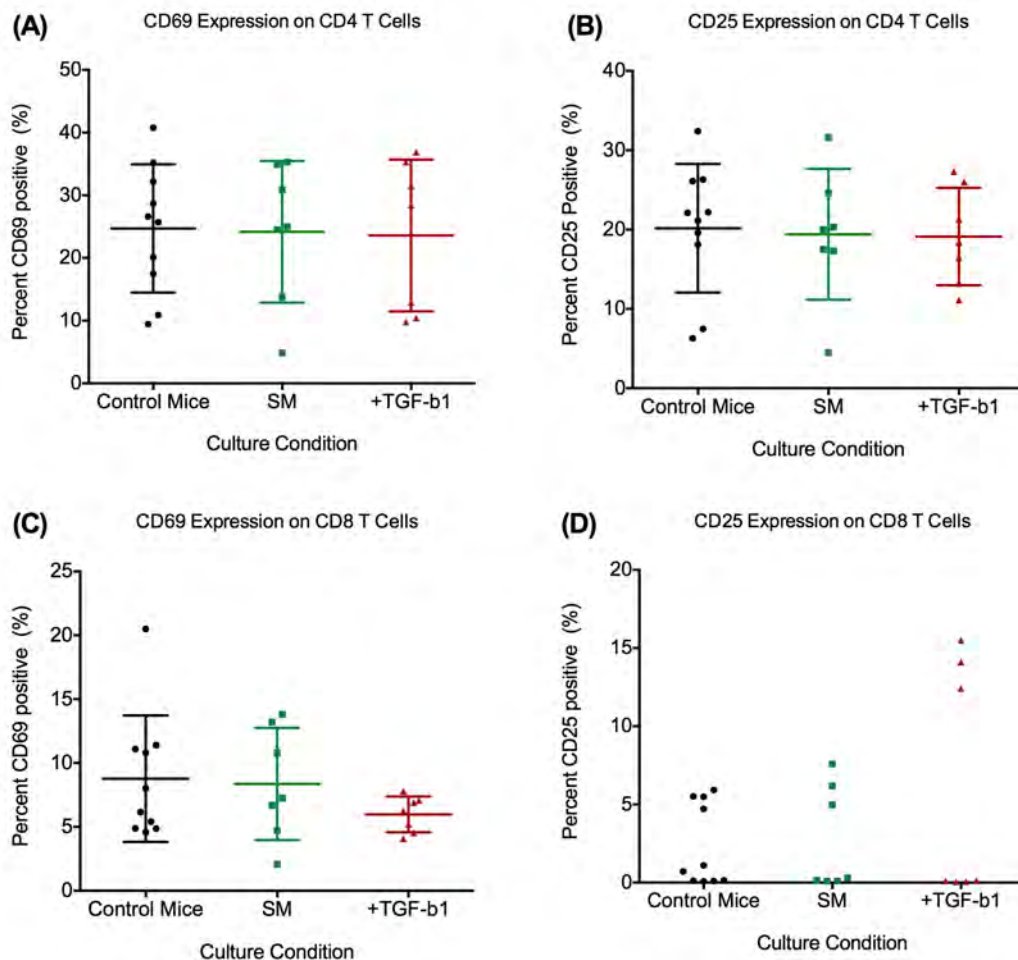 (A)
CD69 Expression on CD4 T Cells
50
40
30
20
10
0
Percent CD69 positive (%)
Control Mice
SM
+TGF-b1
Culture Condition
(B)
CD25 Expression on CD4 T Cells
40
30
20
10
0
Percent CD25 Positive (%)
Control Mice
SM
+TGF-b1
Culture Condition
(C)
CD69 Expression on CD8 T Cells
25
20
15
10
5
0
Percent CD69 positive (%)
Control Mice
SM
+TGF-b1
Culture Condition
(D)
CD25 Expression on CD8 T Cells
20
15
10
5
0
Percent CD25 positive (%)
Control Mice
SM
+TGF-b1
Culture Condition